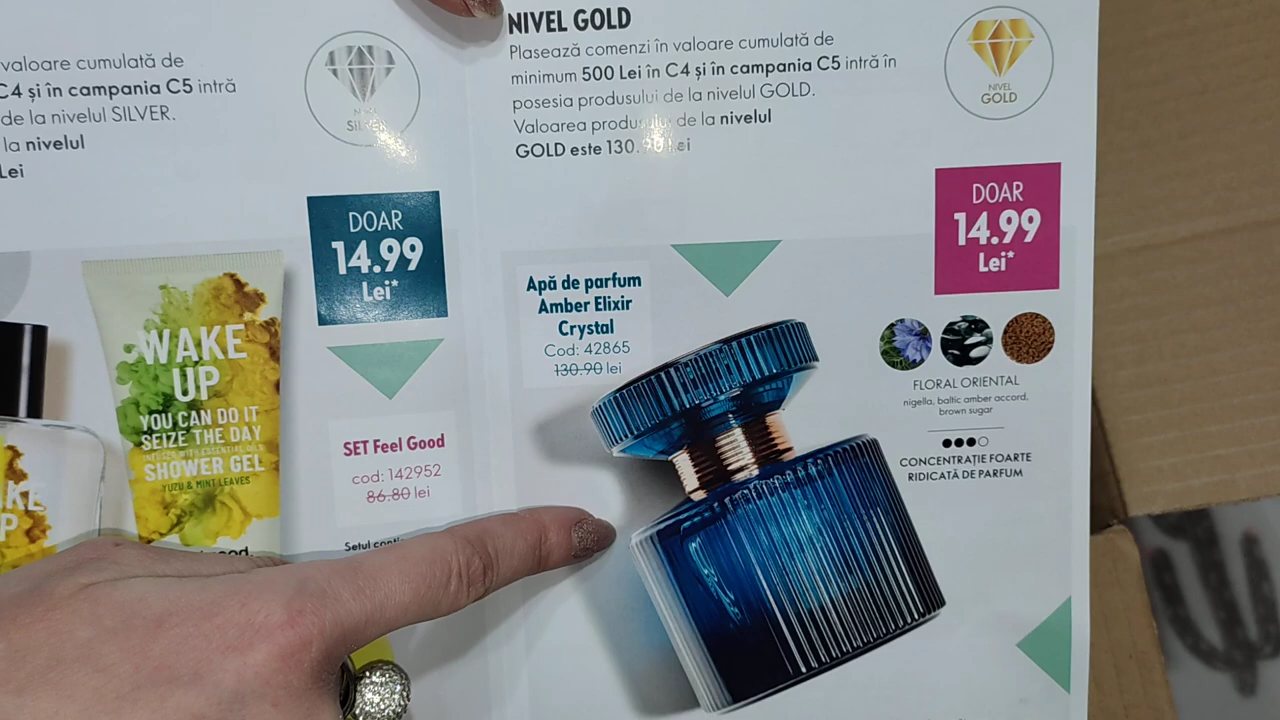 valoare cumulată de
C4 și în campania C5 intră
de la nivelul SILVER.
la nivelul
Lei
DOAR
14.99
Lei*
WAKE
UP
YOU CAN DO IT
SEIZE THE DAY
INFUSED WITH ESSENTIAL OILS
SHOWER GEL
YUZU & MINT LEAVES
SET Feel Good
cod: 142952
86.80 lei
NIVEL GOLD
Plasează comenzi în valoare cumulată de
minimum 500 Lei în C4 și în campania C5 intră în
posesia produsului de la nivelul GOLD.
Valoarea produsului de la nivelul
GOLD este 130.90 Lei
NIVEL
GOLD
DOAR
14.99
Lei*
Apă de parfum
Amber Elixir
Crystal
Cod: 42865
130.90 lei
FLORAL ORIENTAL
nigella, baltic amber accord,
brown sugar
CONCENTRAȚIE FOARTE
RIDICATĂ DE PARFUM